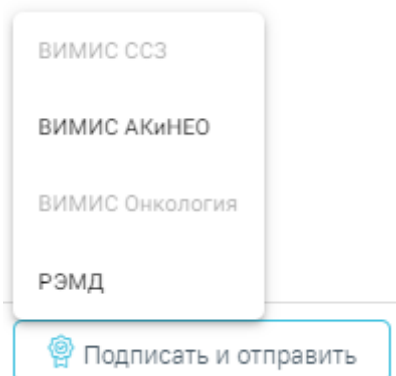 ВИМИС ССЗ
ВИМИС АКиНЕО
ВИМИС Онкология
РЭМД
Подписать и отправить